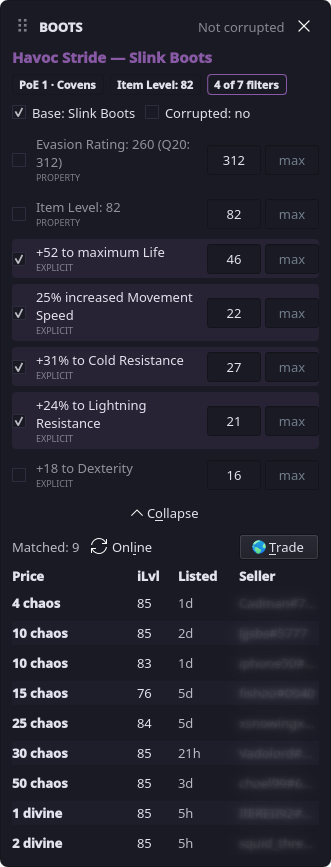 BOOTS Not corrupted
Havoc Stride — Slink Boots
PoE 1 · Covens Item Level: 82 4 of 7 filters
Base: Slink Boots Corrupted: no
Evasion Rating: 260 (Q20:
312)
PROPERTY
312 max
Item Level: 82
PROPERTY
82 max
+52 to maximum Life
EXPLICIT
46 max
25% increased Movement
Speed
EXPLICIT
22 max
+31% to Cold Resistance
EXPLICIT
27 max
+24% to Lightning
Resistance
EXPLICIT
21 max
+18 to Dexterity
EXPLICIT
16 max
Collapse
Matched: 9 Online Trade
Price iLvl Listed Seller
4 chaos 85 1d
10 chaos 85 2d
10 chaos 83 1d
15 chaos 76 5d
25 chaos 84 5d
30 chaos 85 21h
50 chaos 85 3d
1 divine 85 5h
2 divine 85 5h